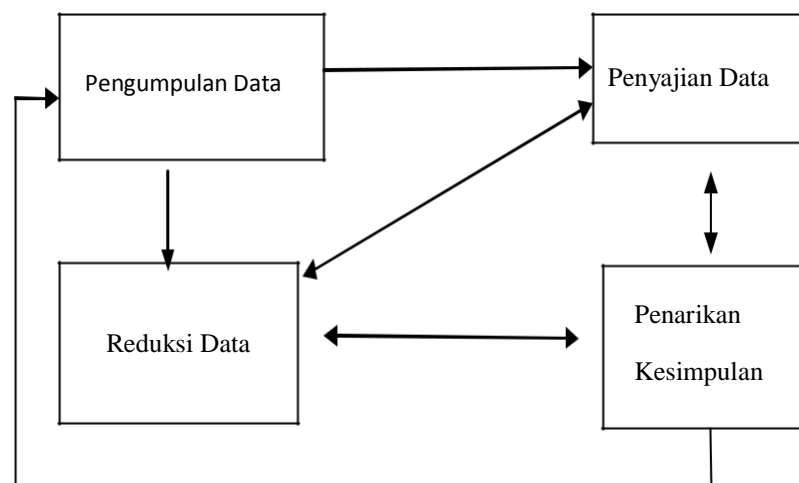 Pengumpulan Data
Penyajian Data
Reduksi Data
Penarikan
Kesimpulan